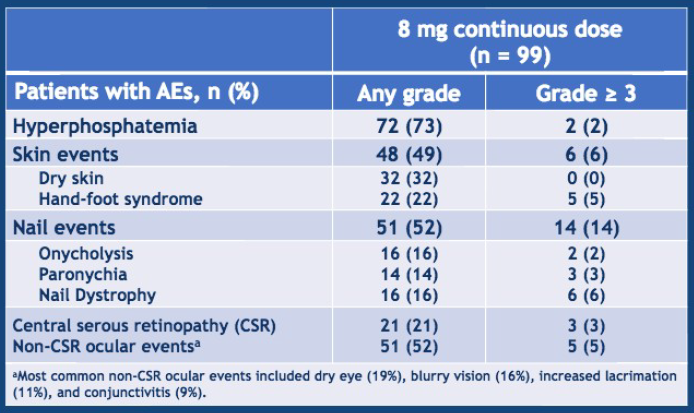 8 mg continuous dose
(n = 99)
Patients with AEs, n (%) Any grade Grade ≥ 3
Hyperphosphatemia 72 (73) 2 (2)
Skin events 48 (49) 6 (6)
Dry skin 32 (32) 0 (0)
Hand-foot syndrome 22 (22) 5 (5)
Nail events 51 (52) 14 (14)
Onycholysis 16 (16) 2 (2)
Paronychia 14 (14) 3 (3)
Nail Dystrophy 16 (16) 6 (6)
Central serous retinopathy (CSR) 21 (21) 3 (3)
Non-CSR ocular eventsᵃ 51 (52) 5 (5)
ᵃMost common non-CSR ocular events included dry eye (19%), blurry vision (16%), increased lacrimation
(11%), and conjunctivitis (9%).